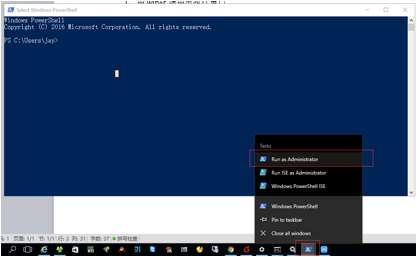 Select Windows PowerShell
Windows PowerShell
Copyright (C) 2016 Microsoft Corporation. All rights reserved.
PS C:\Users\jay>
Tasks
Run as Administrator
Run ISE as Administrator
Windows PowerShell ISE
Windows PowerShell
Pin to taskbar
Close all windows
页面: 1/1 节: 1/1 行: 3 列: 31 字数: 37 拼写检查